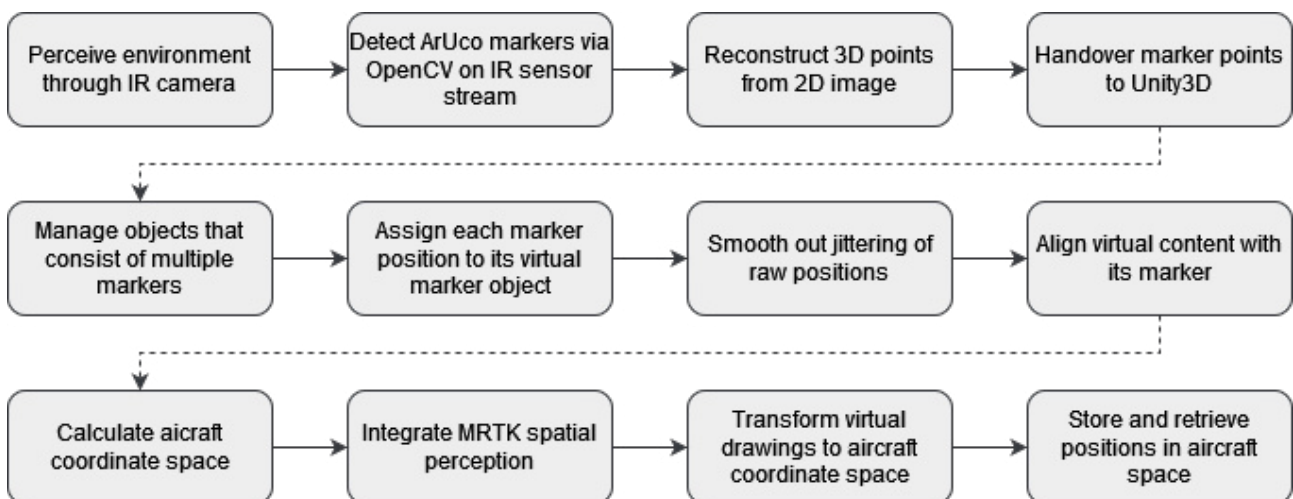 Perceive environment
through IR camera
Detect ArUco markers via
OpenCV on IR sensor
stream
Reconstruct 3D points
from 2D image
Handover marker points
to Unity3D
Manage objects that
consist of multiple
markers
Assign each marker
position to its virtual
marker object
Smooth out jittering of
raw positions
Align virtual content with
its marker
Calculate aicraft
coordinate space
Integrate MRTK spatial
perception
Transform virtual
drawings to aircraft
coordinate space
Store and retrieve
positions in aircraft
space